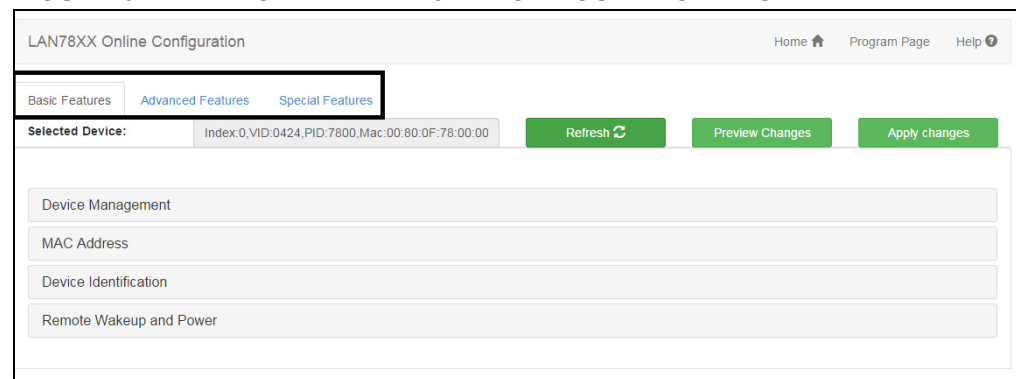 LAN78XX Online Configuration Home Program Page Help
Basic Features Advanced Features Special Features
Selected Device: Index:0,VID:0424,PID:7800,Mac:00:80:0F:78:00:00 Refresh Preview Changes Apply changes
Device Management
MAC Address
Device Identification
Remote Wakeup and Power